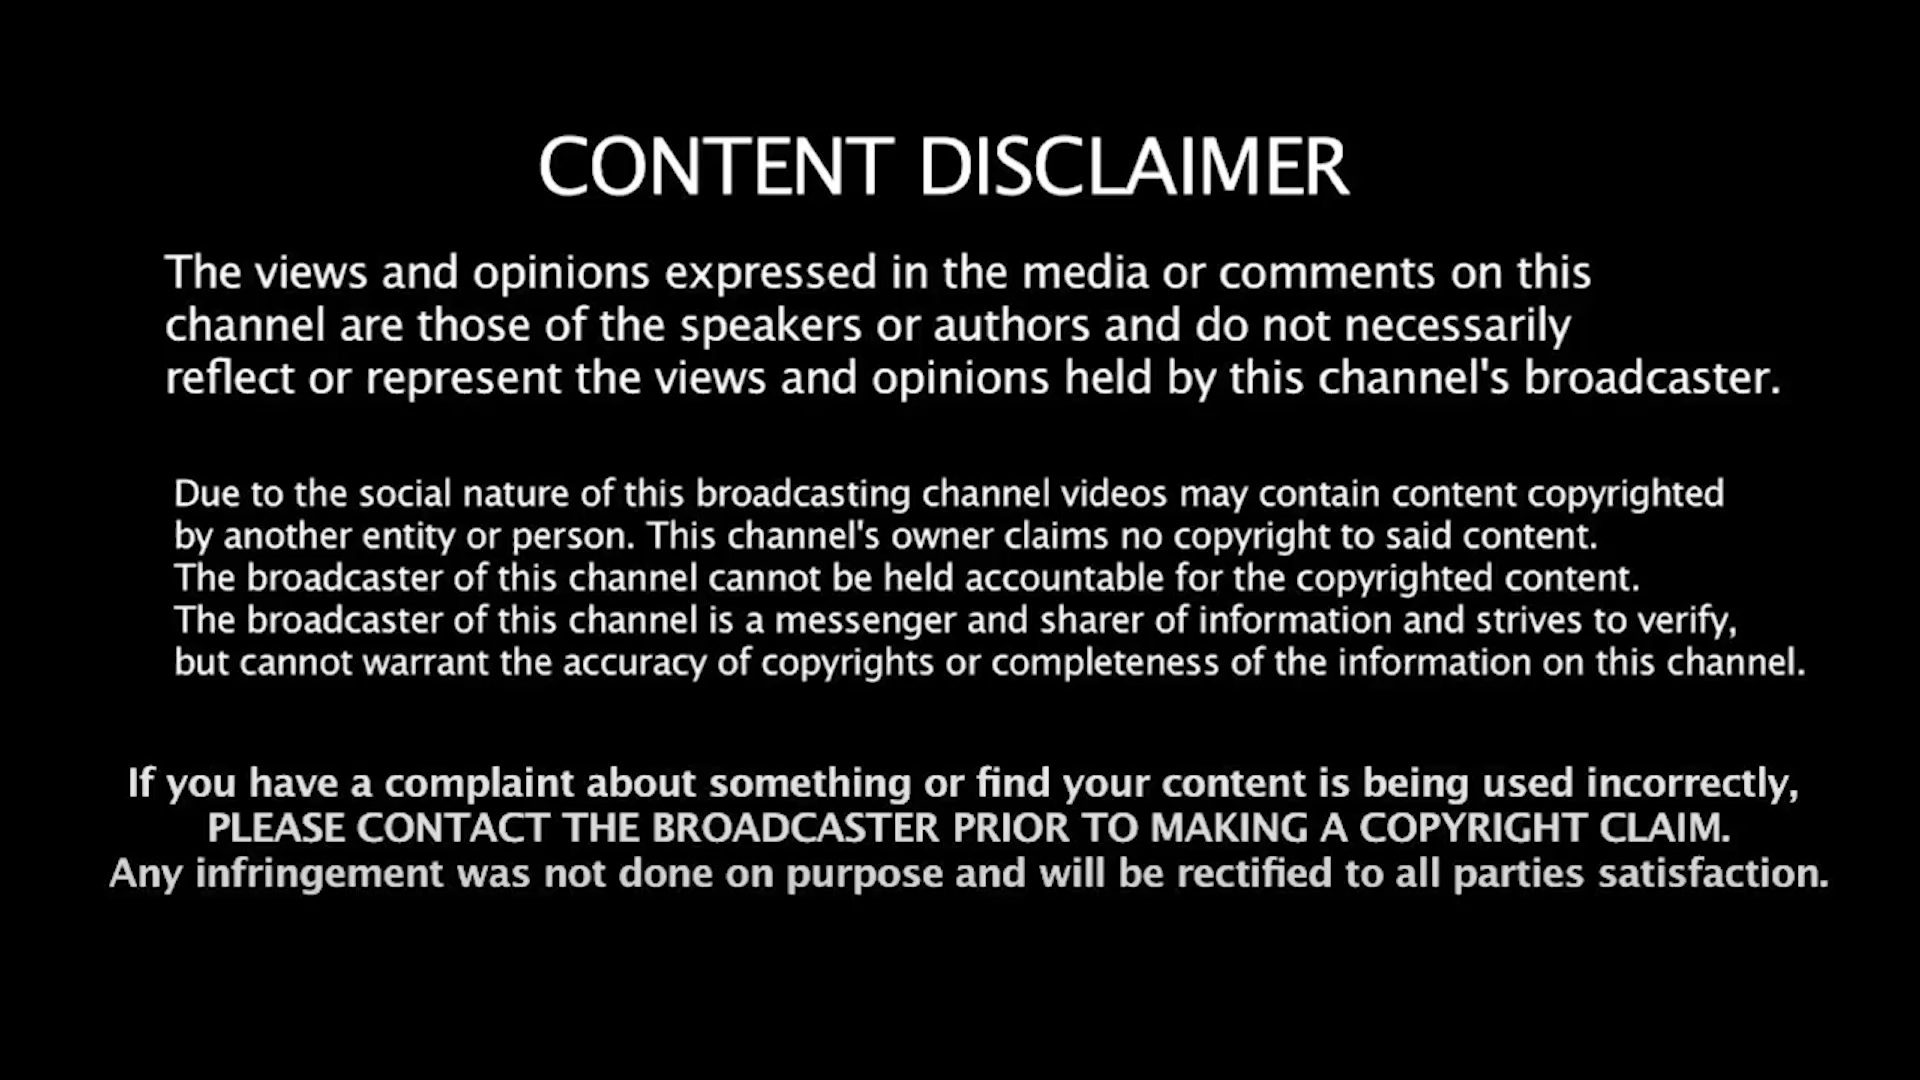 CONTENT DISCLAIMER
The views and opinions expressed in the media or comments on this
channel are those of the speakers or authors and do not necessarily
reflect or represent the views and opinions held by this channel's broadcaster.
Due to the social nature of this broadcasting channel videos may contain content copyrighted
by another entity or person. This channel's owner claims no copyright to said content.
The broadcaster of this channel cannot be held accountable for the copyrighted content.
The broadcaster of this channel is a messenger and sharer of information and strives to verify,
but cannot warrant the accuracy of copyrights or completeness of the information on this channel.
If you have a complaint about something or find your content is being used incorrectly,
PLEASE CONTACT THE BROADCASTER PRIOR TO MAKING A COPYRIGHT CLAIM.
Any infringement was not done on purpose and will be rectified to all parties satisfaction.